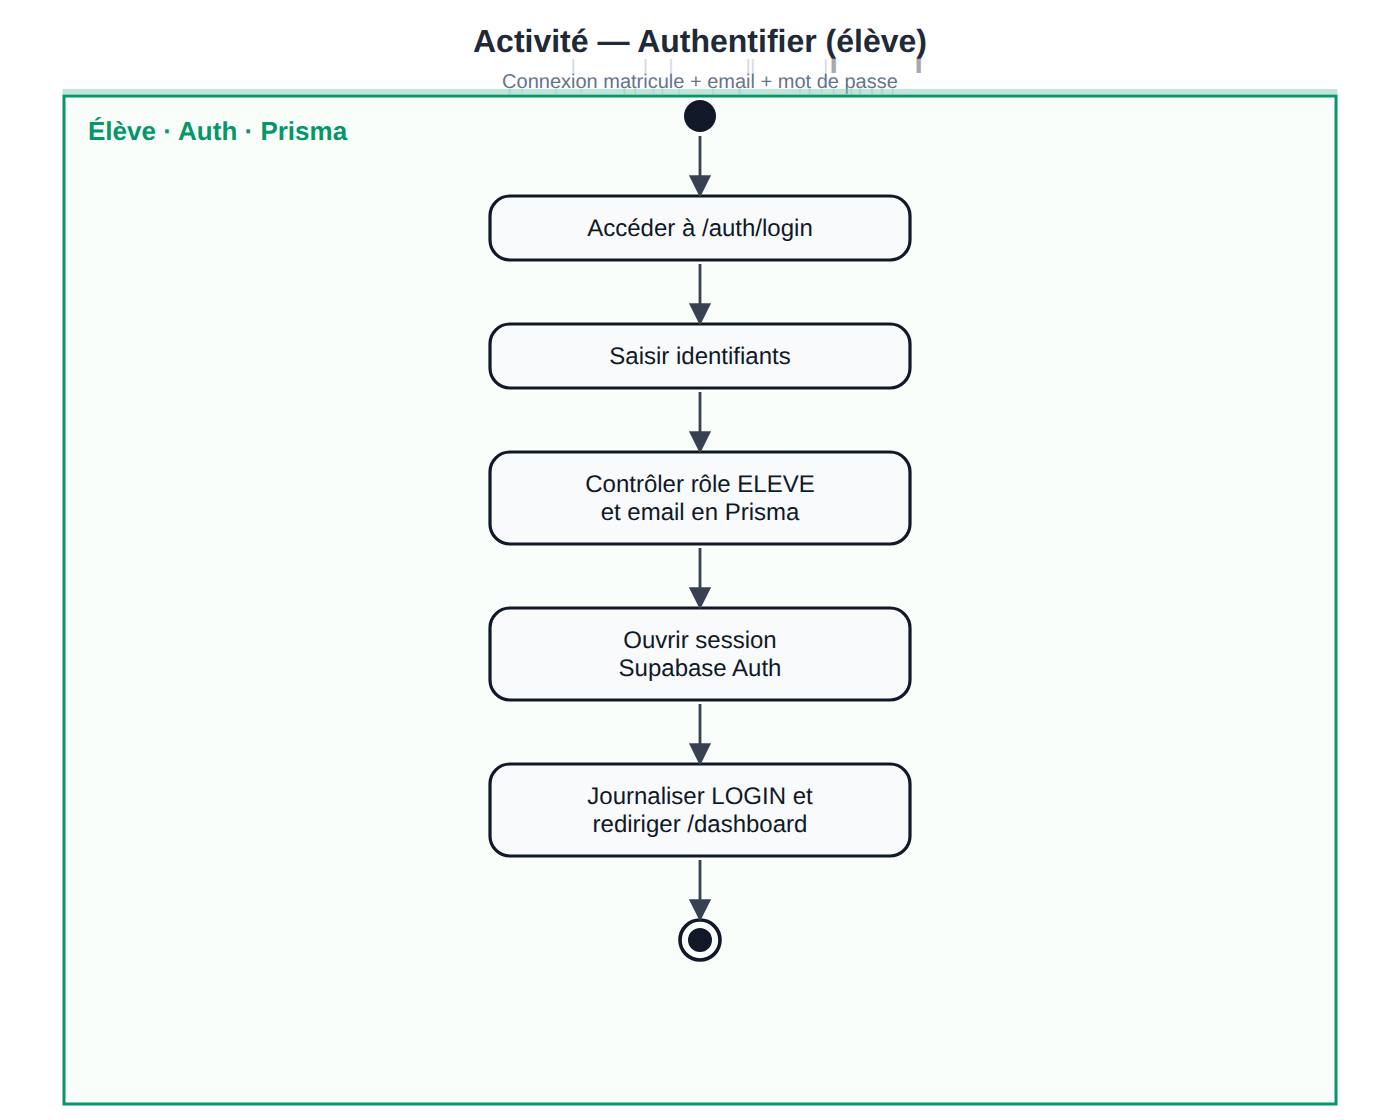 Activité — Authentifier (élève)
Connexion matricule + email + mot de passe
Élève · Auth · Prisma
Accéder à /auth/login
Saisir identifiants
Contrôler rôle ELEVE
et email en Prisma
Ouvrir session
Supabase Auth
Journaliser LOGIN et
rediriger /dashboard